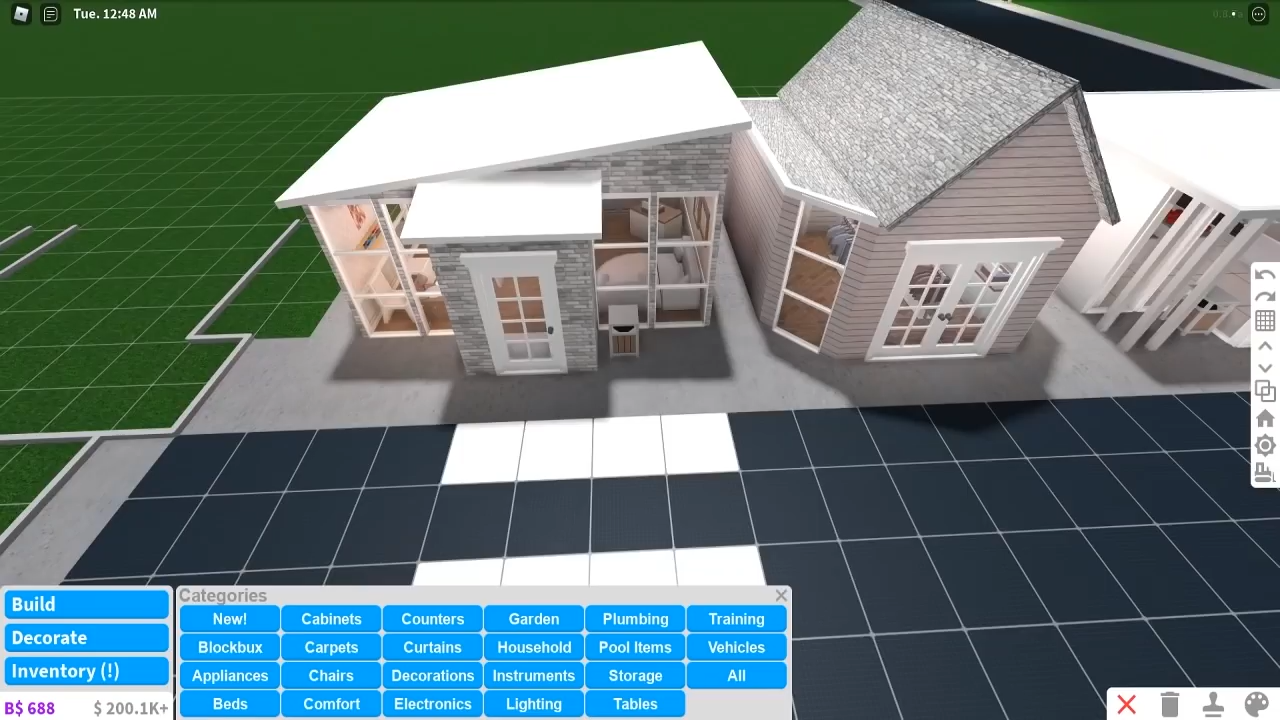 Tue. 12:48 AM
Build
Decorate
Inventory (!)
B$ 688 $ 200.1K+
Categories
New! Cabinets Counters Garden Plumbing Training
Blockbux Carpets Curtains Household Pool Items Vehicles
Appliances Chairs Decorations Instruments Storage All
Beds Comfort Electronics Lighting Tables